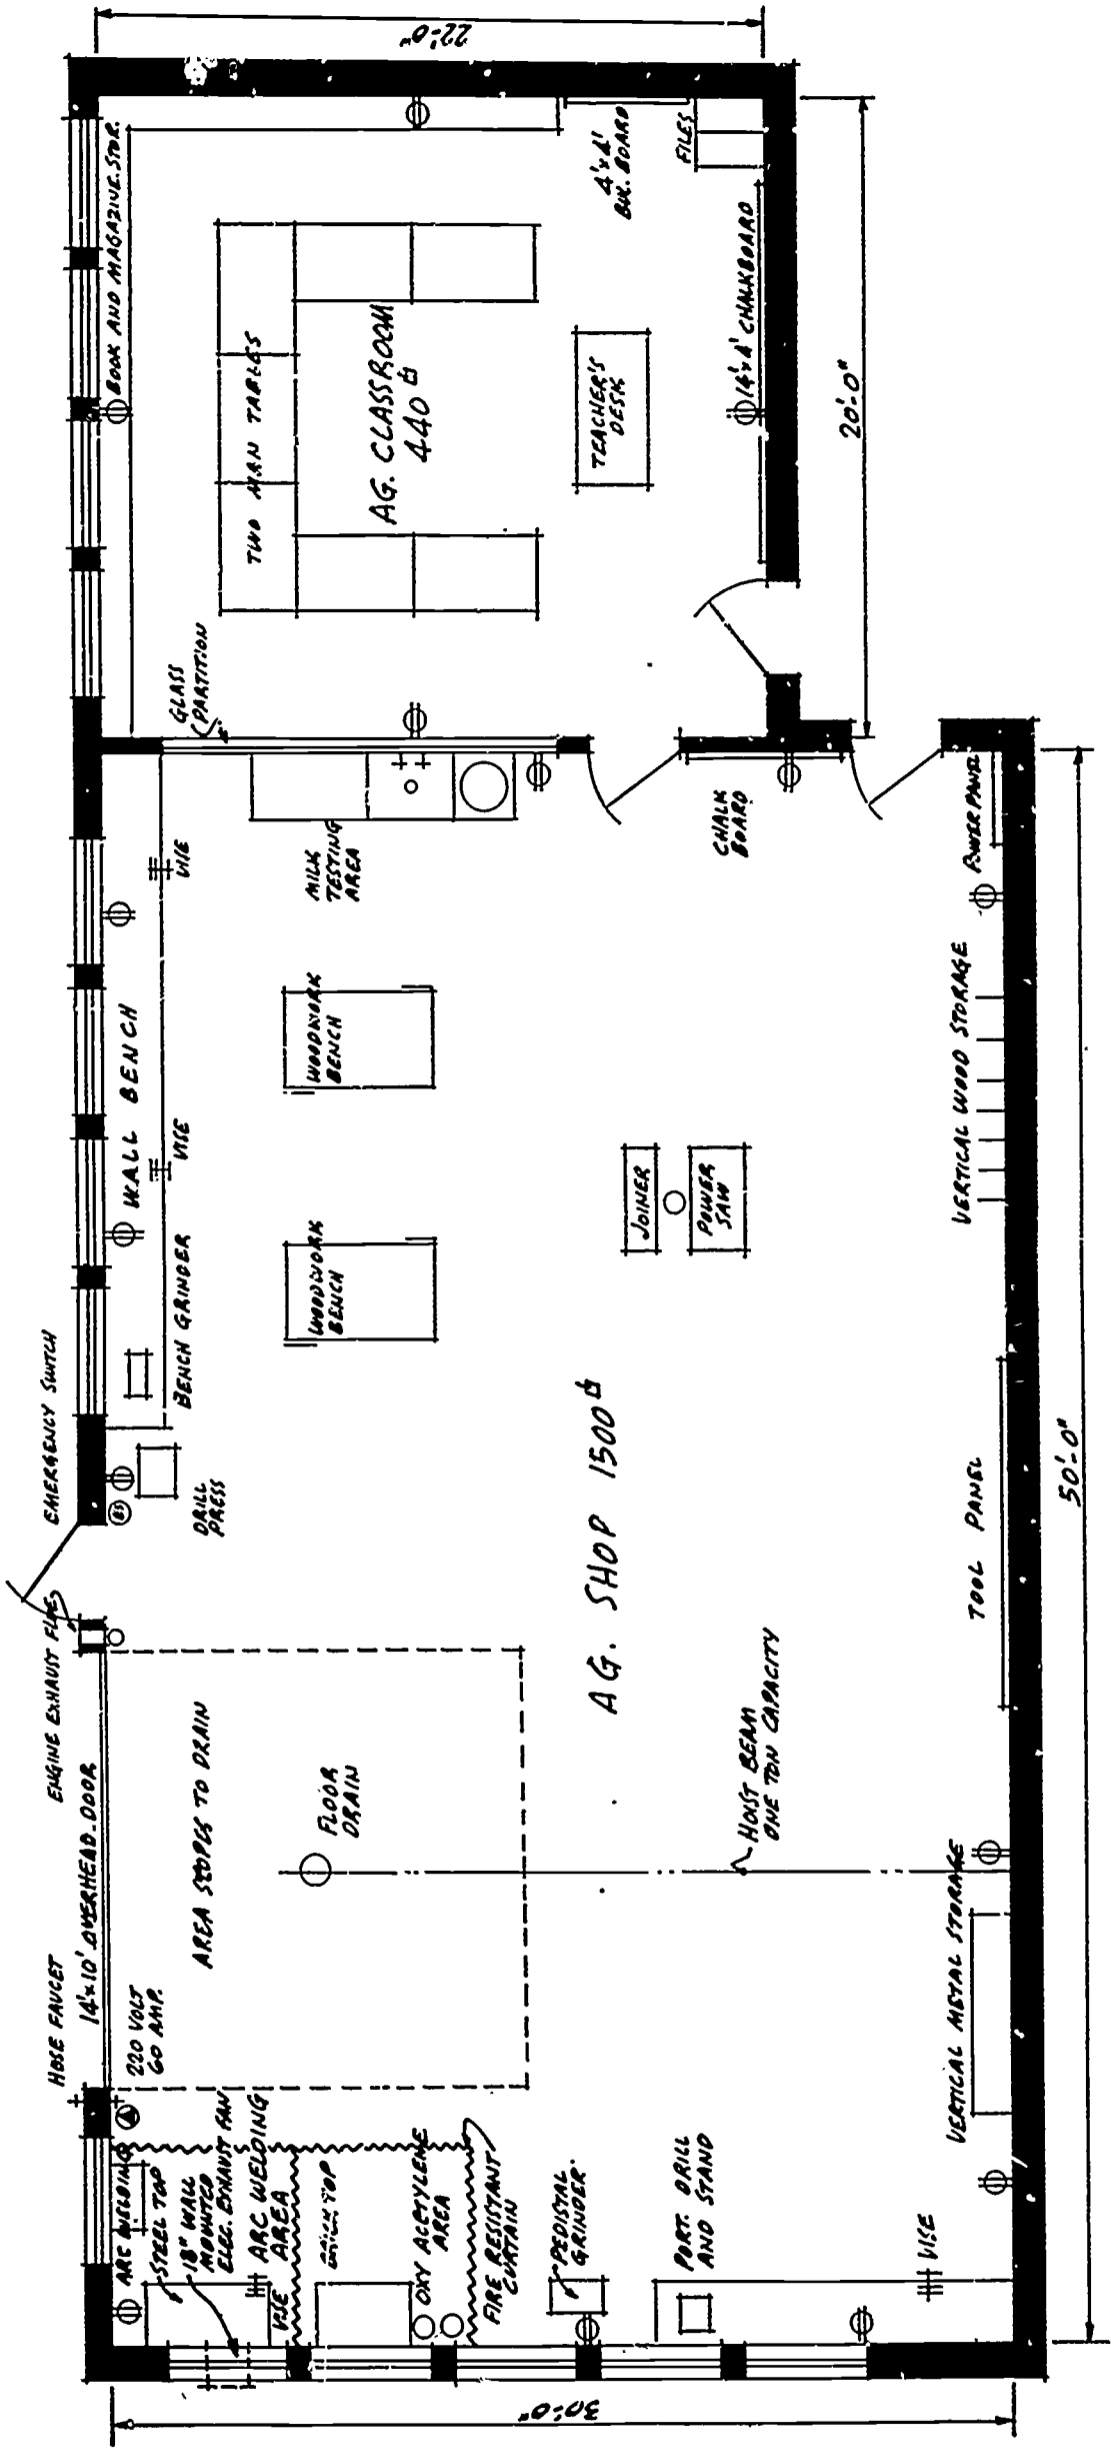 22'-0"
BOOK AND MAGAZINE STOR.
4'x4'
BUL. BOARD
FILES
TWO MAN TABLES
AG. CLASSROOM
440
TEACHER'S
DESK
14'x4' CHALKBOARD
20'-0"
GLASS
PARTITION
MILK
TESTING
AREA
CHALK
BOARD
POWER PANEL
VISE
WALL BENCH
VISE
WOODWORK
BENCH
WOODWORK
BENCH
JOINER
POWER
SAW
VERTICAL WOOD STORAGE
BENCH GRINDER
EMERGENCY SWITCH
ES
DRILL
PRESS
ENGINE EXHAUST FLUE
14'x10' OVERHEAD DOOR
HOSE FAUCET
220 VOLT
60 AMP.
AREA SLOPES TO DRAIN
FLOOR
DRAIN
AG. SHOP 1500
HOIST BEAM
ONE TON CAPACITY
TOOL PANEL
50'-0"
VERTICAL METAL STORAGE
ARC WELDING
STEEL TOP
18" WALL
MOUNTED
ELEC. EXHAUST FAN
ARC WELDING
AREA
VISE
TOP
OXY ACETYLENE
AREA
FIRE RESISTANT
CURTAIN
PEDISTAL
GRINDER
PORT. DRILL
AND STAND
VISE
30'-0"